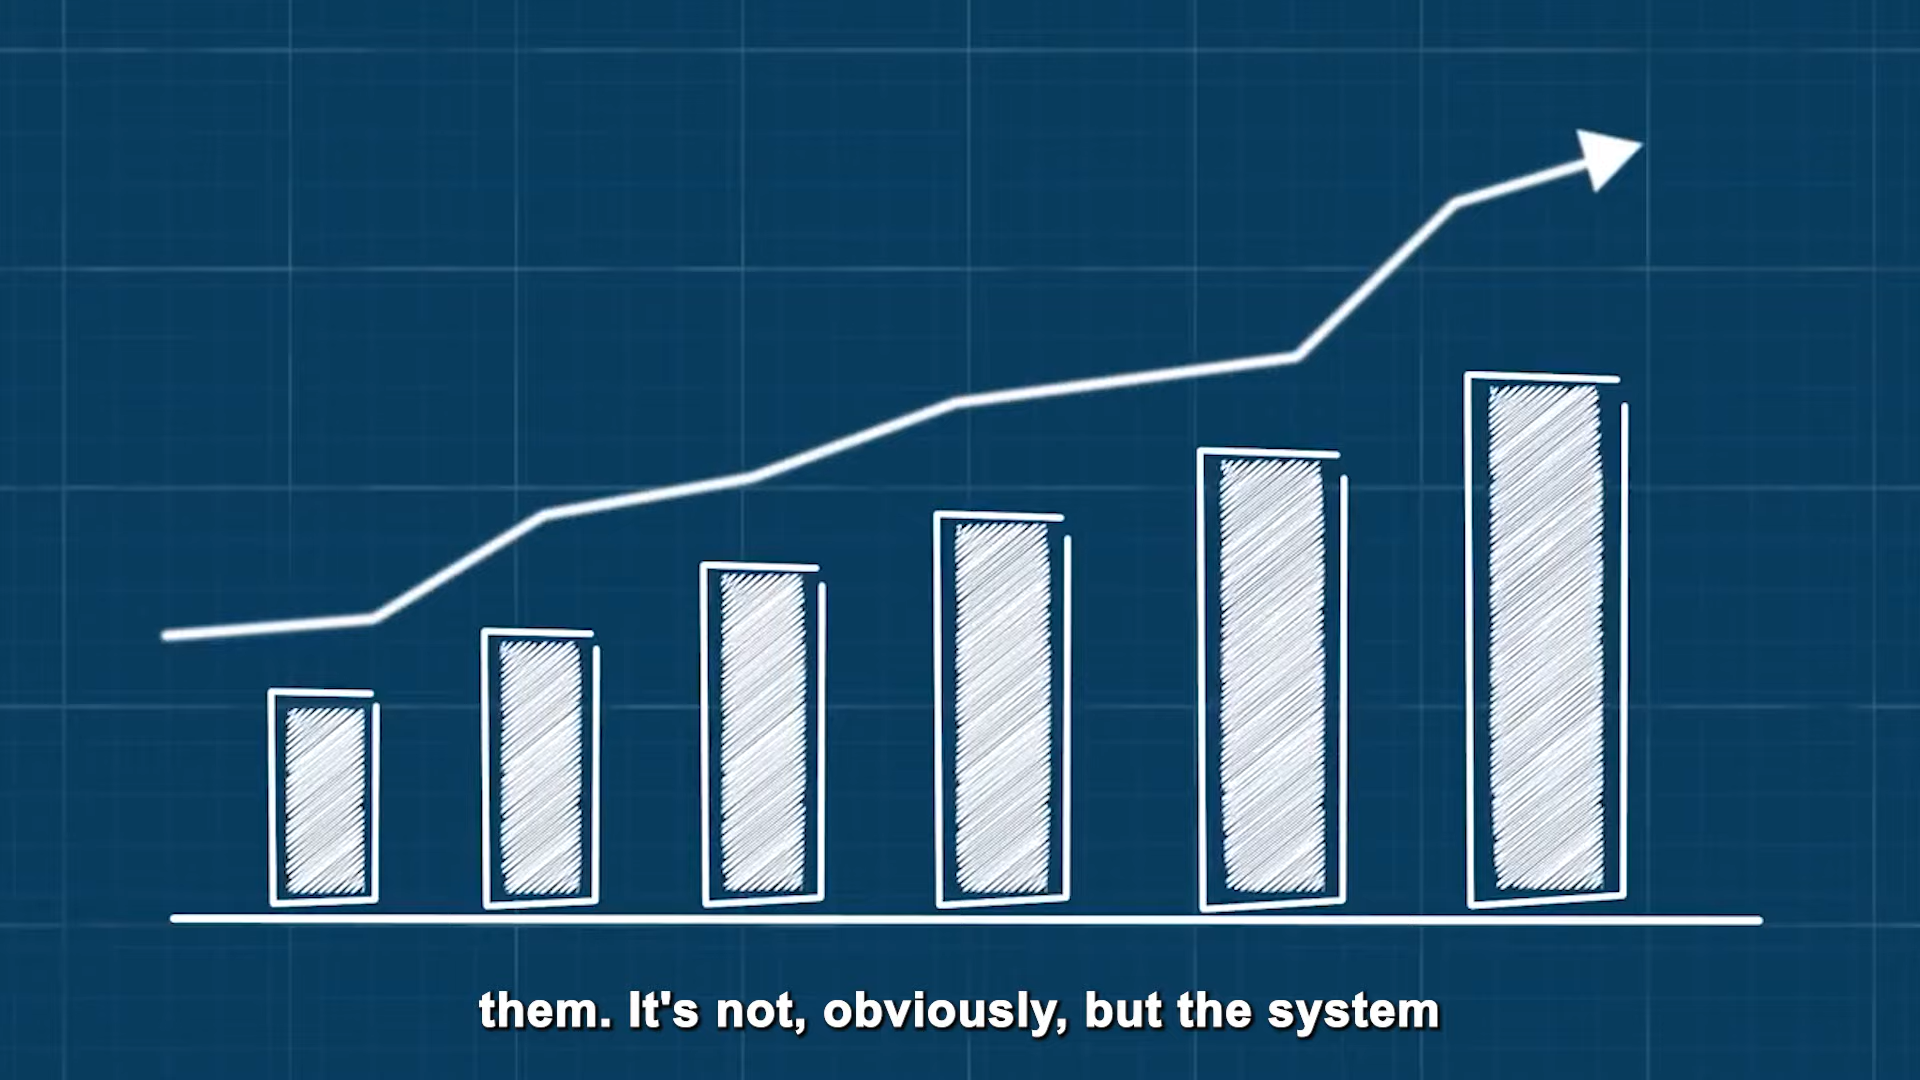 them. It's not, obviously, but the system